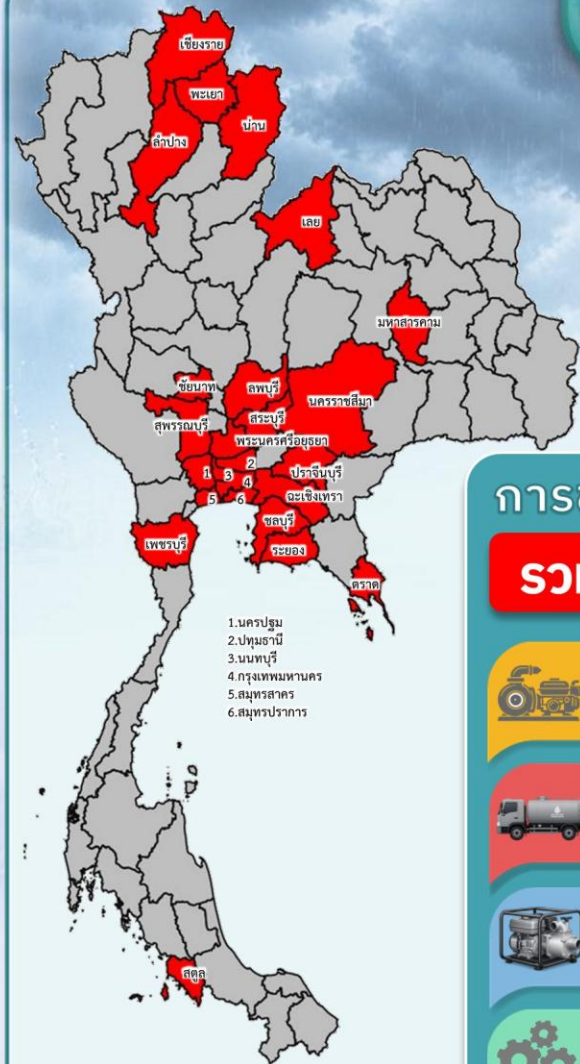 เชียงราย
พะเยา
น่าน
ลำปาง
เลย
มหาสารคาม
ชัยนาท
ลพบุรี
นครราชสีมา
สุพรรณบุรี
สระบุรี
พระนครศรีอยุธยา
1
2
3
4
5
6
ปราจีนบุรี
ฉะเชิงเทรา
ชลบุรี
ระยอง
เพชรบุรี
ตราด
1.นครปฐม
2.ปทุมธานี
3.นนทบุรี
4.กรุงเทพมหานคร
5.สมุทรสาคร
6.สมุทรปราการ
สตูล
การ
รวม